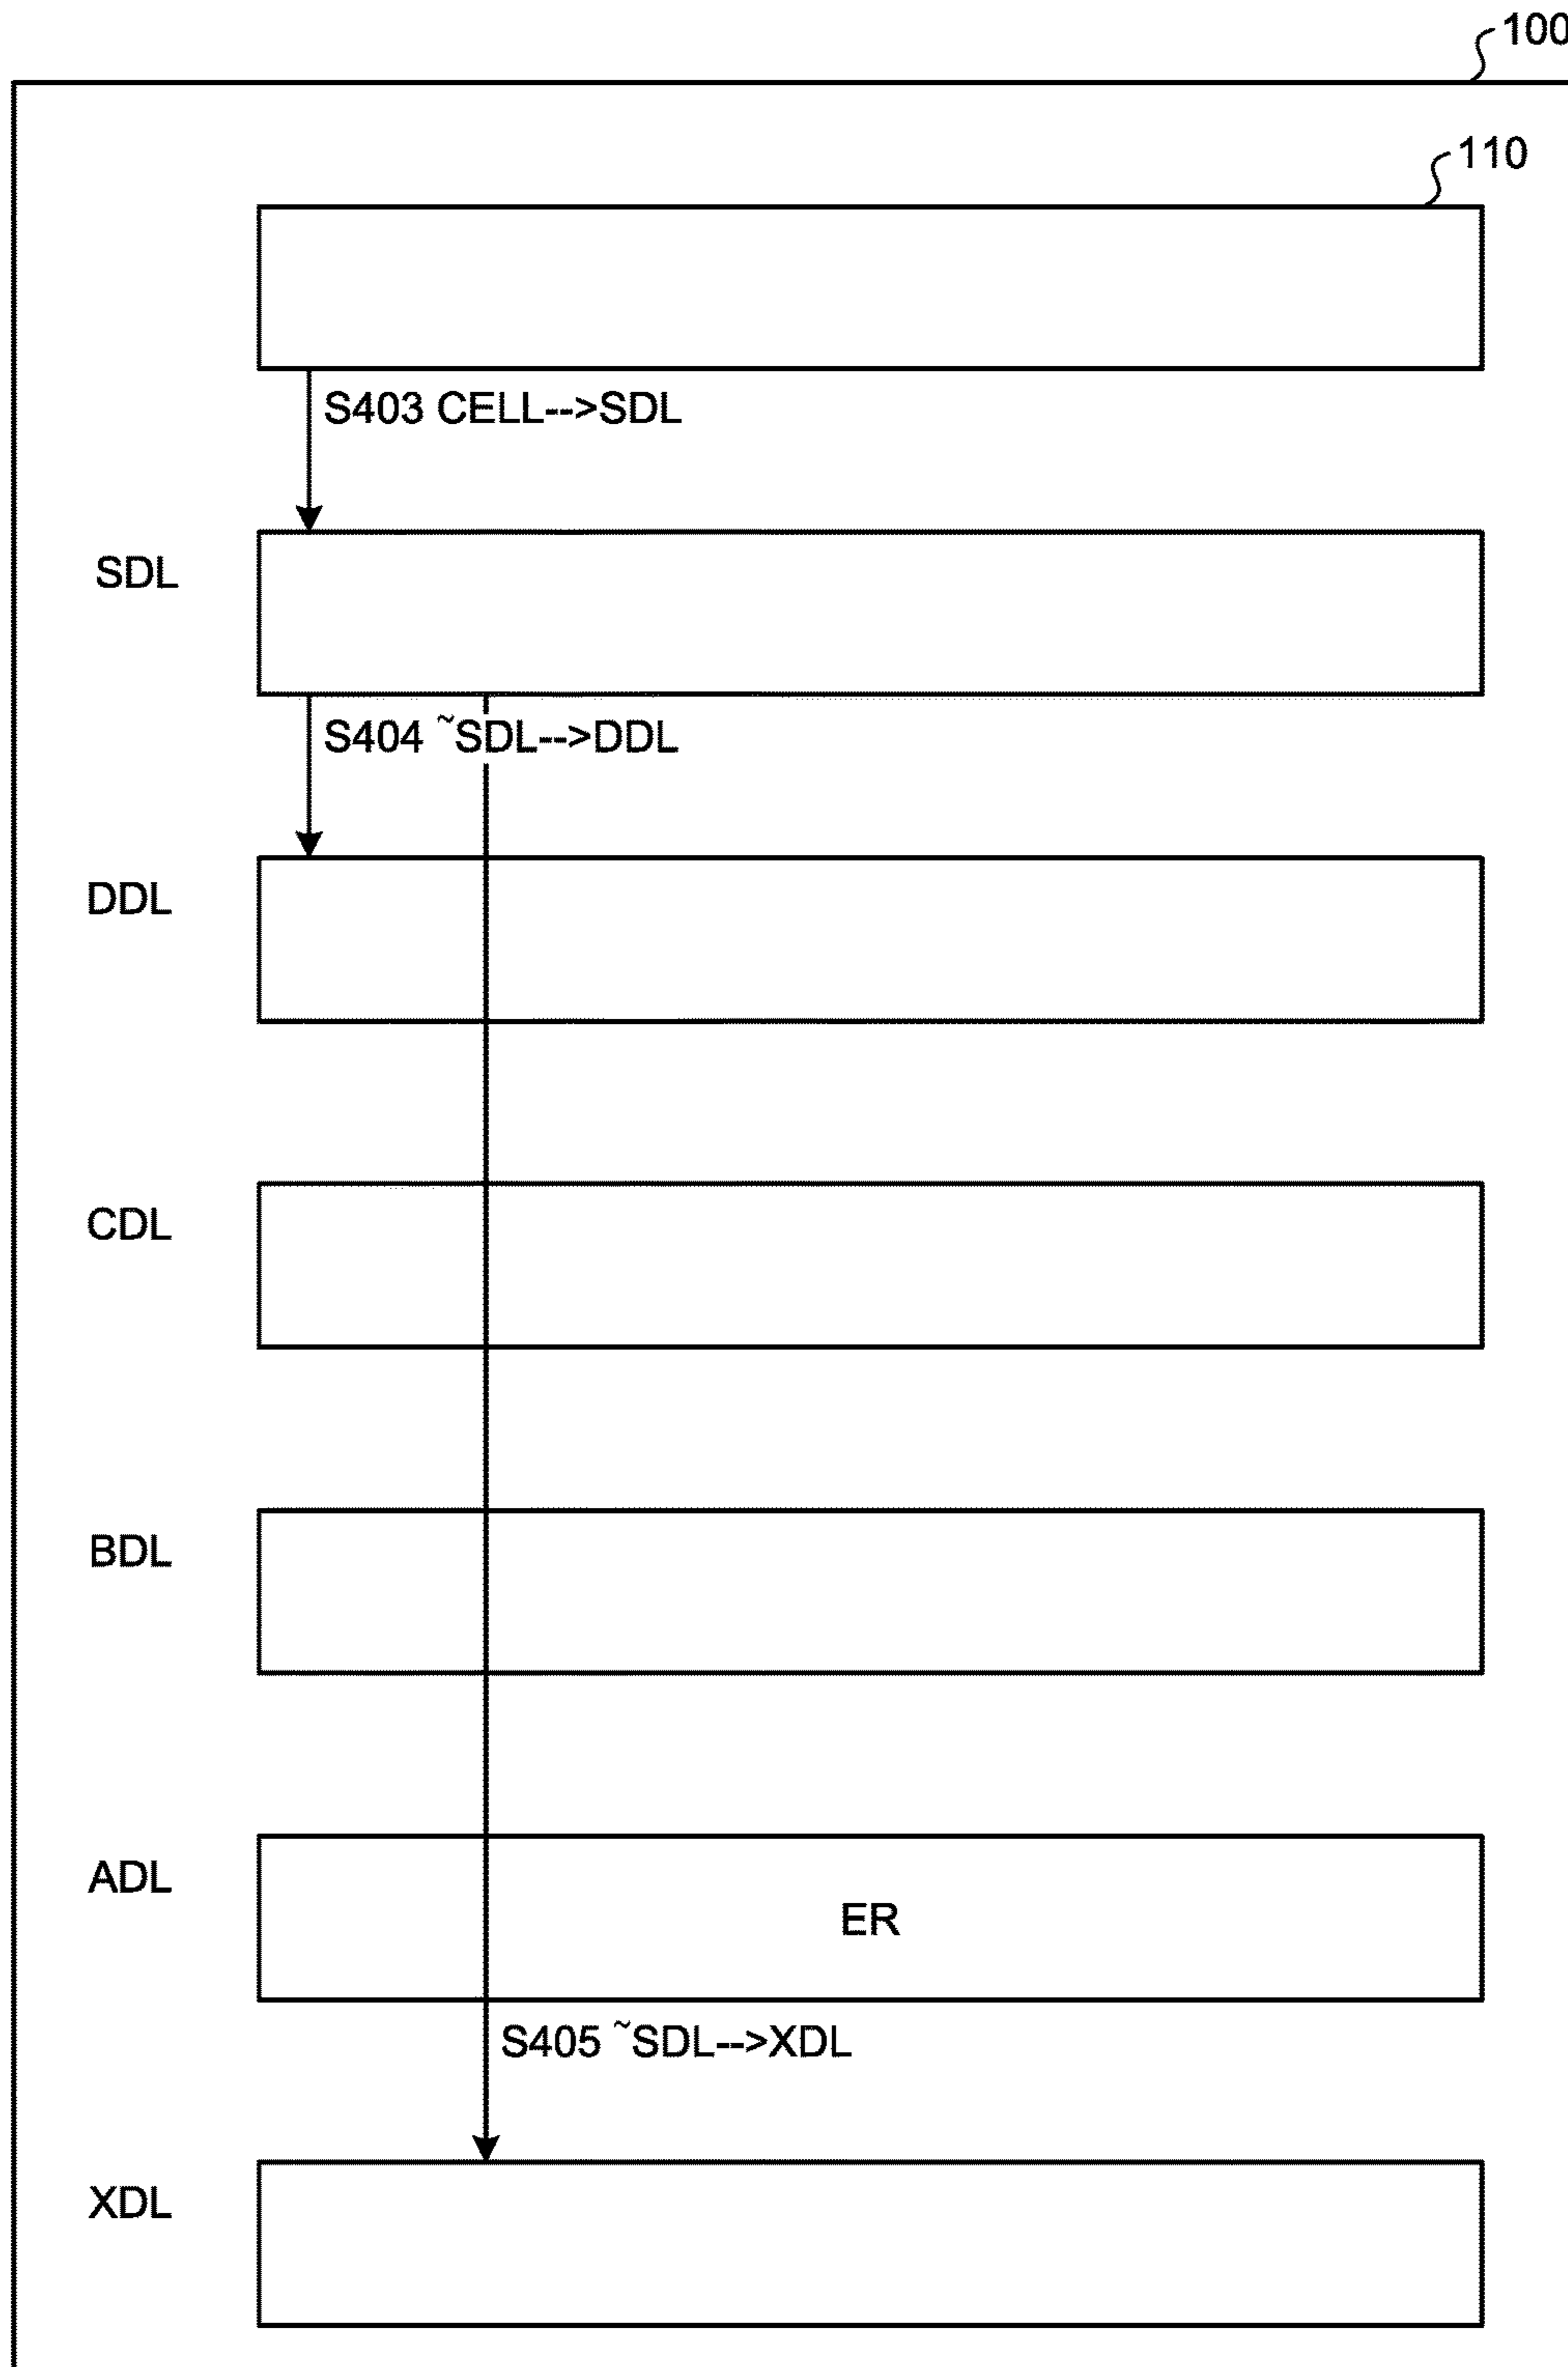 100
110
S403 CELL-->SDL
SDL
S404 ~SDL-->DDL
DDL
CDL
BDL
ADL
ER
S405 ~SDL-->XDL
XDL